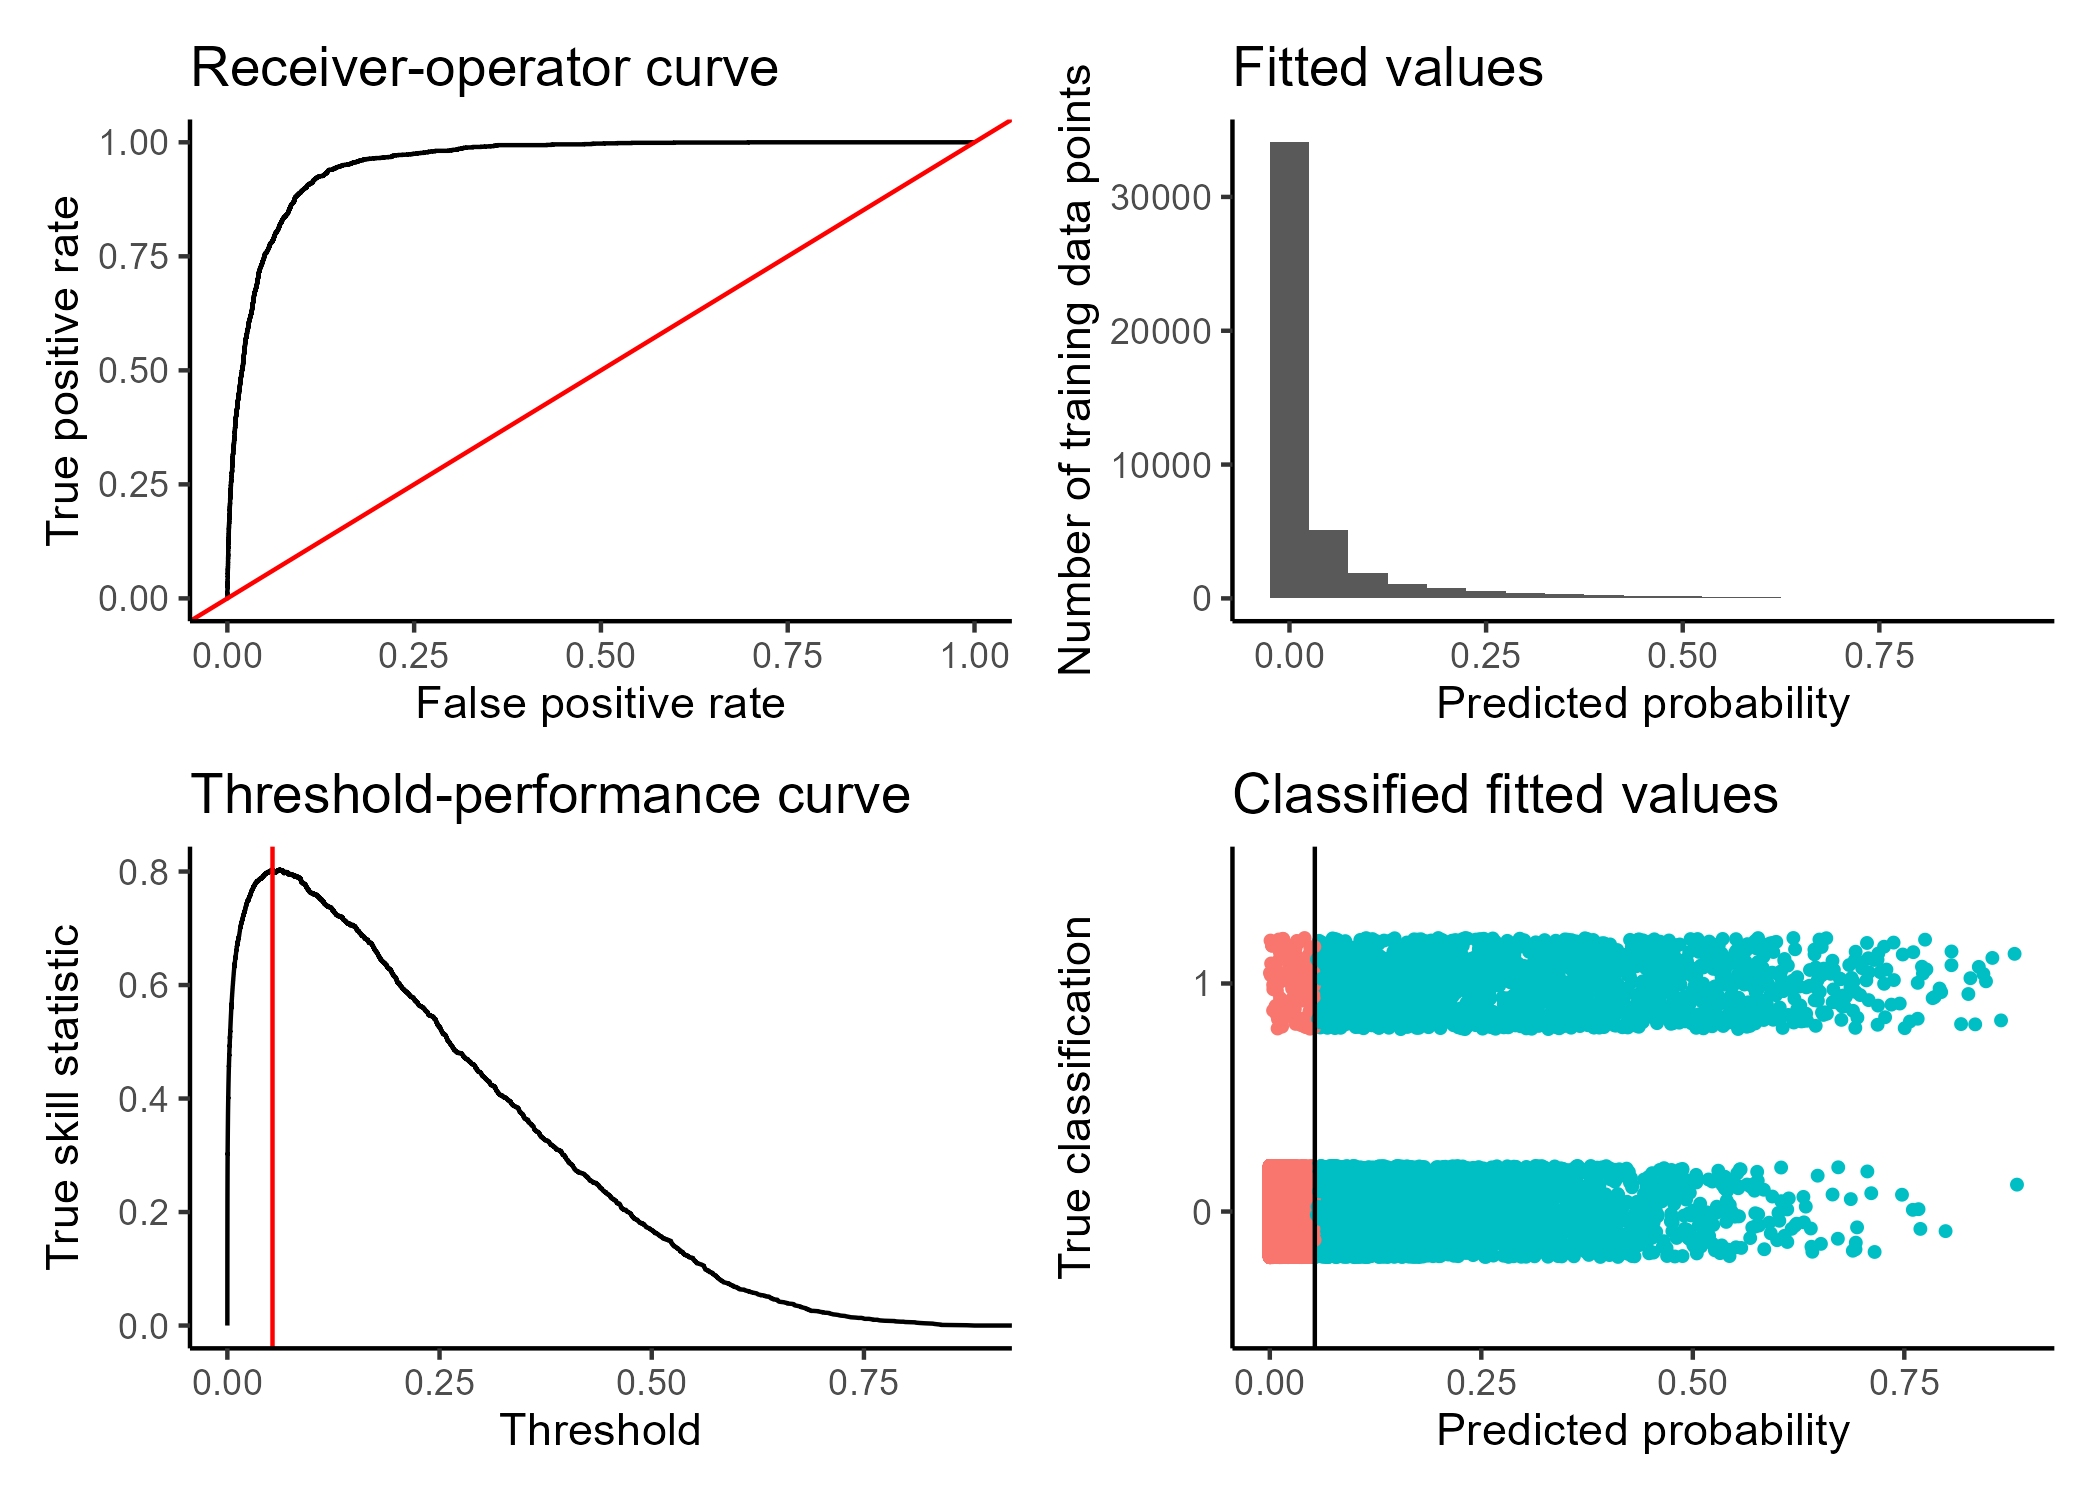 Receiver-operator curve
True positive rate
1.00
0.75
0.50
0.25
0.00
0.00 0.25 0.50 0.75 1.00
False positive rate
Fitted values
Number of training data points
30000
20000
10000
0
0.00 0.25 0.50 0.75
Predicted probability
Threshold-performance curve
True skill statistic
0.8
0.6
0.4
0.2
0.0
0.00 0.25 0.50 0.75
Threshold
Classified fitted values
True classification
1
0
0.00 0.25 0.50 0.75
Predicted probability